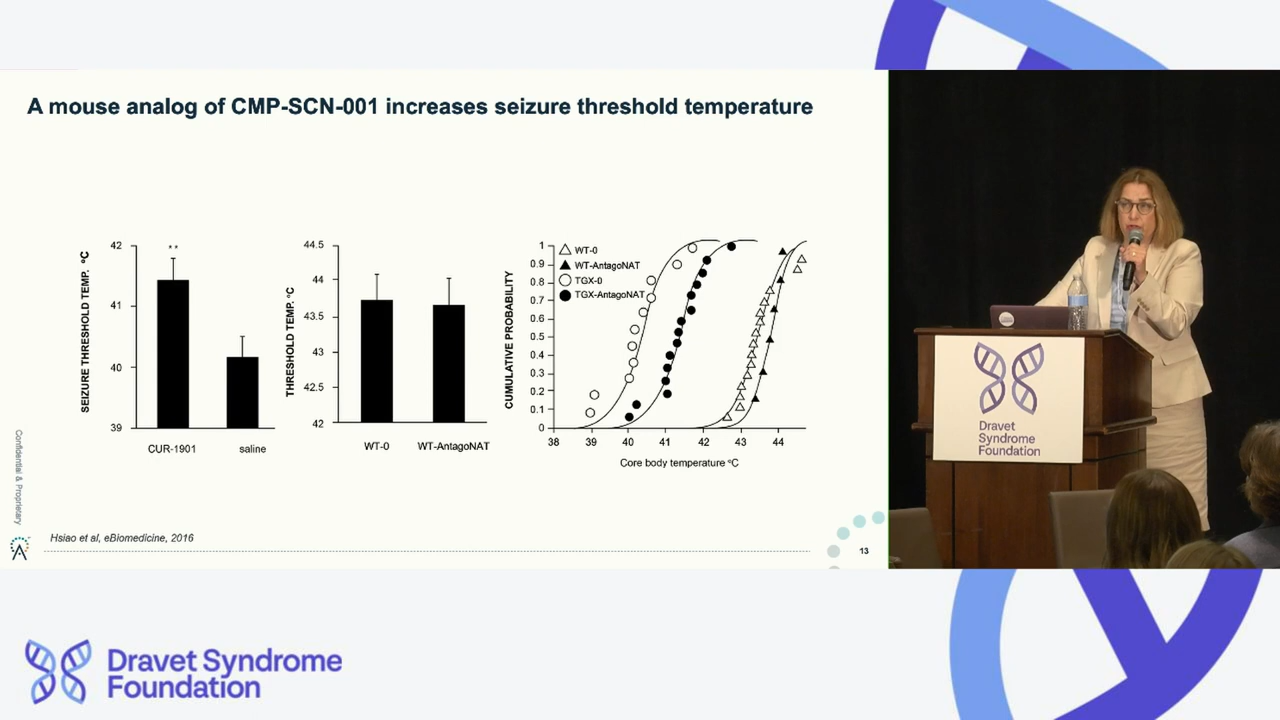 A mouse analog of CMP-SCN-001 increases seizure threshold temperature
SEIZURE THRESHOLD TEMP. °C
42
41
40
39
**
CUR-1901
saline
THRESHOLD TEMP. °C
44.5
44
43.5
43
42.5
42
WT-0
WT-AntagoNAT
CUMULATIVE PROBABILITY
1
0.9
0.8
0.7
0.6
0.5
0.4
0.3
0.2
0.1
0
WT-0
WT-AntagoNAT
TGX-0
TGX-AntagoNAT
38 39 40 41 42 43 44
Core body temperature °C
Confidential & Proprietary
Hsiao et al, eBiomedicine, 2016
13
Dravet
Syndrome
Foundation
Dravet Syndrome
Foundation